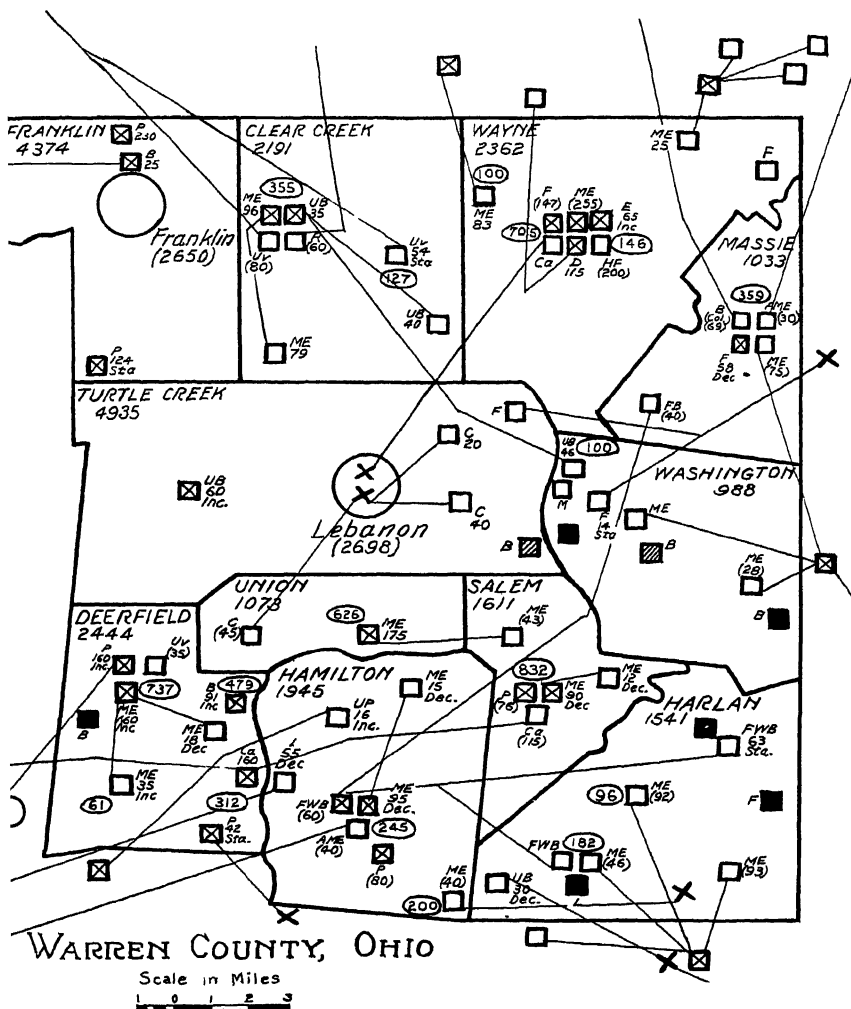 FRANKLIN
4374
P
230
B
25
Franklin
(2650)
P
124
Sta
CLEAR CREEK
2191
355
ME
96
UB
35
UV
(80)
(60)
UV
54
Sta
127
UB
40
ME
79
WAYNE
2362
100
ME
83
F
(147)
ME
(255)
E
65
Inc
705
Ca
D
115
HF
(200)
146
ME
25
F
MASSIE
1033
359
B
Col
(69)
AME
(30)
F
58
Dec
ME
(75)
FB
(40)
TURTLE CREEK
4935
F
C
20
UB
60
Inc.
C
40
Lebanon
(2698)
B
UB
46
100
M
F
14
Sta
ME
WASHINGTON
988
B
ME
(28)
B
UNION
1073
C
(45)
626
ME
175
SALEM
1611
ME
(43)
832
P
(76)
ME
90
Dec
ME
12
Dec.
Ca
(115)
DEERFIELD
2444
P
160
Inc.
UV
(35)
737
ME
160
Inc
B
ME
18
Dec
479
B
91
Inc
La
160
ME
35
Inc
61
312
P
42
Sta.
HAMILTON
1945
UP
16
Inc.
ME
15
Dec.
L
55
Dec
FWB
(60)
ME
95
Dec.
AME
(40)
245
P
(80)
ME
(40)
200
HARLAN
1541
FWB
63
Sta.
96
ME
(92)
F
182
FWB
ME
(46)
UB
30
Dec.
L
ME
(93)
WARREN COUNTY, OHIO
Scale in Miles
1 0 1 2 3